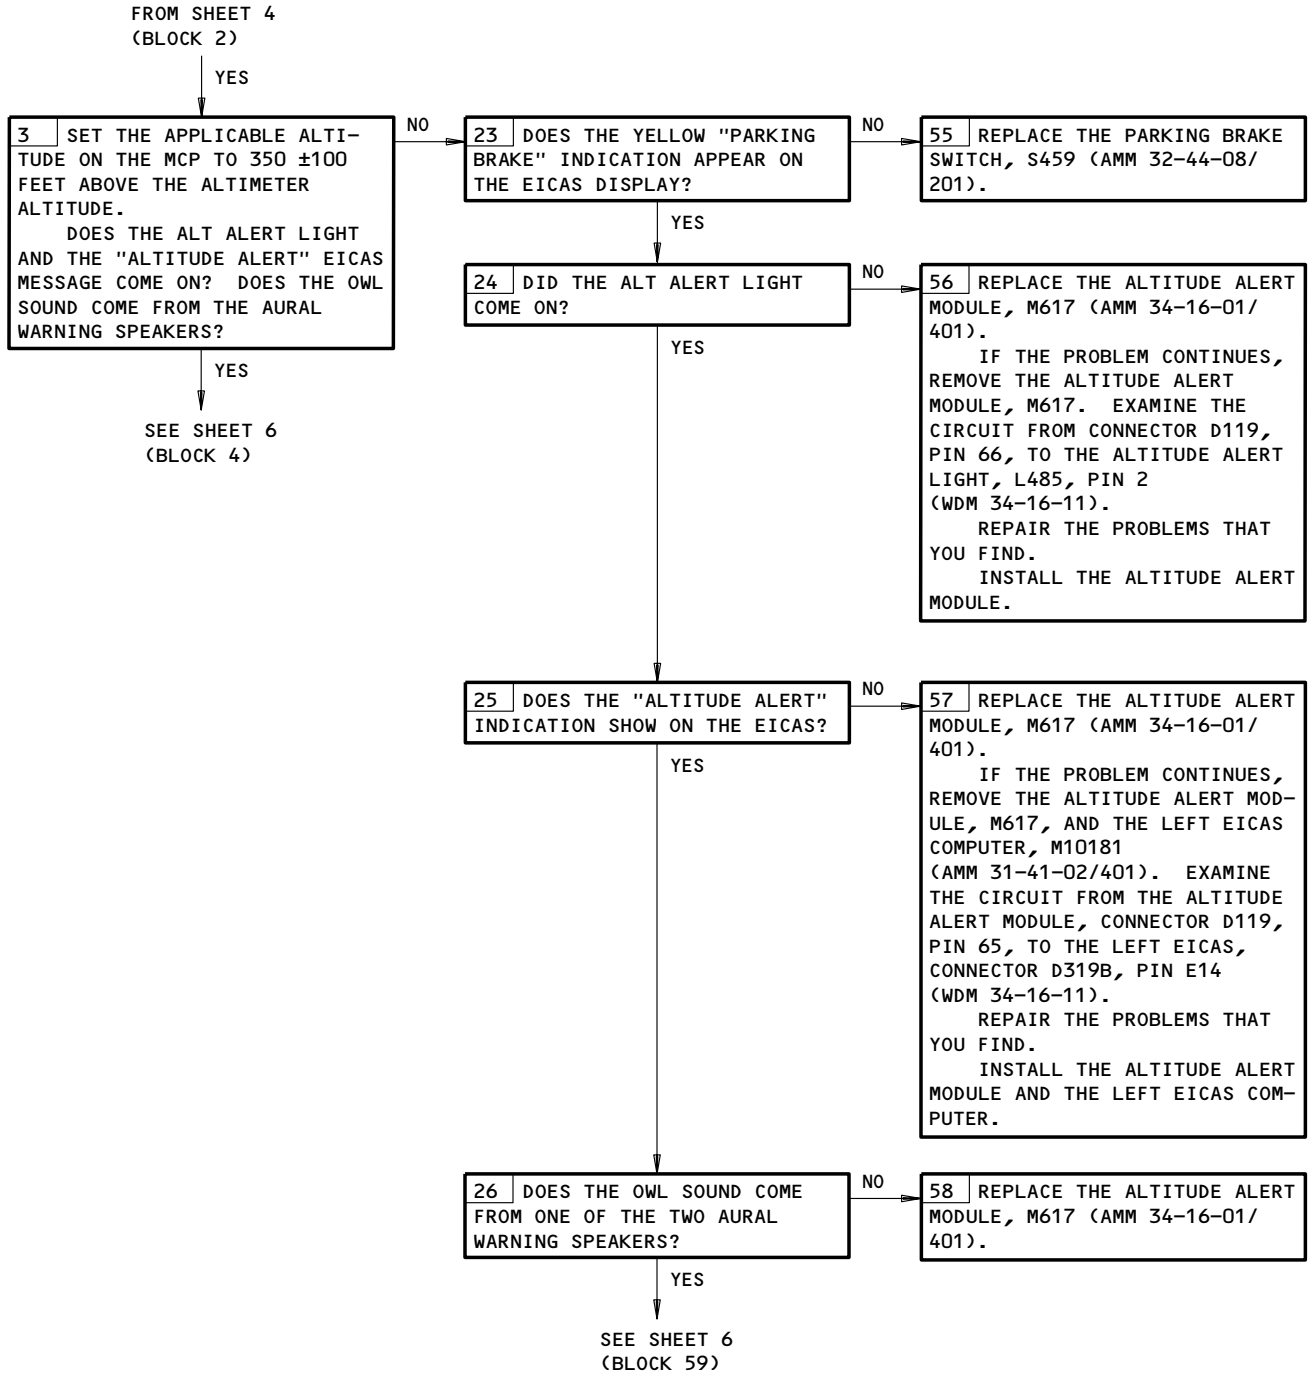 FROM SHEET 4
(BLOCK 2)
YES
3 SET THE APPLICABLE ALTI-
TUDE ON THE MCP TO 350 ±100
FEET ABOVE THE ALTIMETER
ALTITUDE.
DOES THE ALT ALERT LIGHT
AND THE "ALTITUDE ALERT" EICAS
MESSAGE COME ON? DOES THE OWL
SOUND COME FROM THE AURAL
WARNING SPEAKERS?
YES
SEE SHEET 6
(BLOCK 4)
NO
23 DOES THE YELLOW "PARKING
BRAKE" INDICATION APPEAR ON
THE EICAS DISPLAY?
NO
55 REPLACE THE PARKING BRAKE
SWITCH, S459 (AMM 32-44-08/
201).
YES
24 DID THE ALT ALERT LIGHT
COME ON?
NO
56 REPLACE THE ALTITUDE ALERT
MODULE, M617 (AMM 34-16-01/
401).
IF THE PROBLEM CONTINUES,
REMOVE THE ALTITUDE ALERT
MODULE, M617. EXAMINE THE
CIRCUIT FROM CONNECTOR D119,
PIN 66, TO THE ALTITUDE ALERT
LIGHT, L485, PIN 2
(WDM 34-16-11).
REPAIR THE PROBLEMS THAT
YOU FIND.
INSTALL THE ALTITUDE ALERT
MODULE.
YES
25 DOES THE "ALTITUDE ALERT"
INDICATION SHOW ON THE EICAS?
NO
57 REPLACE THE ALTITUDE ALERT
MODULE, M617 (AMM 34-16-01/
401).
IF THE PROBLEM CONTINUES,
REMOVE THE ALTITUDE ALERT MOD-
ULE, M617, AND THE LEFT EICAS
COMPUTER, M10181
(AMM 31-41-02/401). EXAMINE
THE CIRCUIT FROM THE ALTITUDE
ALERT MODULE, CONNECTOR D119,
PIN 65, TO THE LEFT EICAS,
CONNECTOR D319B, PIN E14
(WDM 34-16-11).
REPAIR THE PROBLEMS THAT
YOU FIND.
INSTALL THE ALTITUDE ALERT
MODULE AND THE LEFT EICAS COM-
PUTER.
YES
26 DOES THE OWL SOUND COME
FROM ONE OF THE TWO AURAL
WARNING SPEAKERS?
NO
58 REPLACE THE ALTITUDE ALERT
MODULE, M617 (AMM 34-16-01/
401).
YES
SEE SHEET 6
(BLOCK 59)